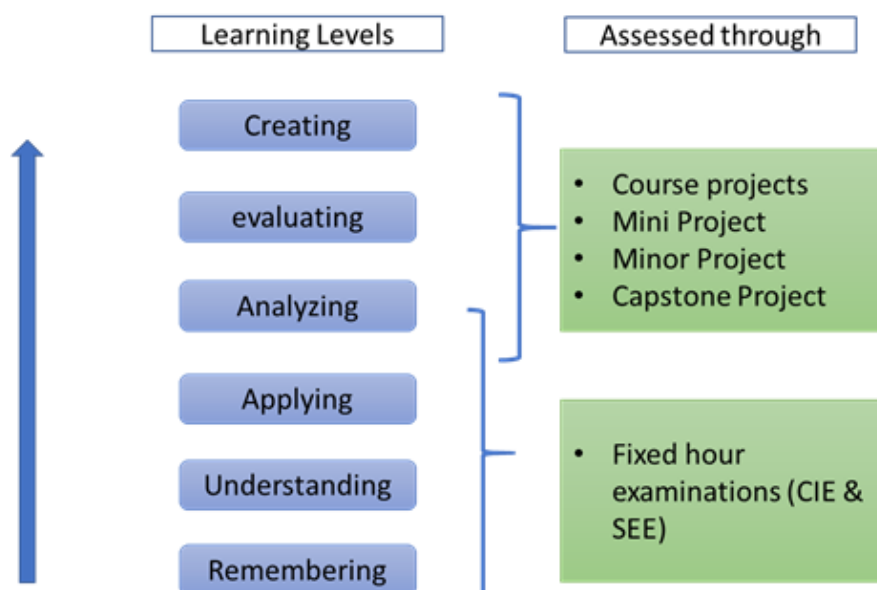 Learning Levels
Assessed through
Creating
evaluating
Analyzing
Applying
Understanding
Remembering
• Course projects
• Mini Project
• Minor Project
• Capstone Project
• Fixed hour
examinations (CIE &
SEE)